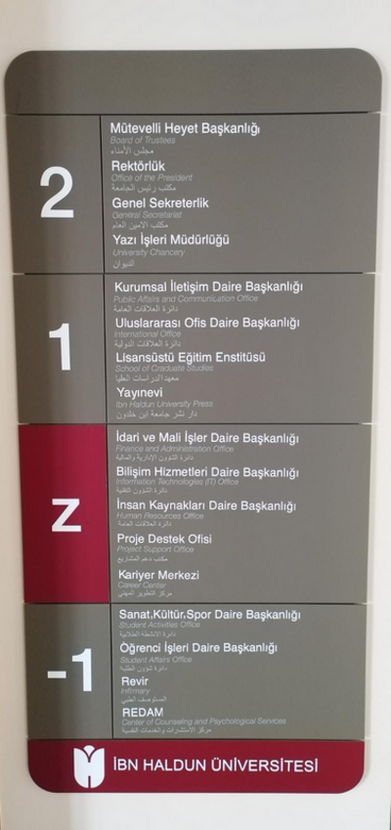 2
Mütevelli Heyet Başkanlığı
Board of Trustees
مجلس الأمناء
Rektörlük
Office of the President
مكتب رئيس الجامعة
Genel Sekreterlik
General Secretariat
مكتب الامين العام
Yazı İşleri Müdürlüğü
University Chancery
الديوان
1
Kurumsal İletişim Daire Başkanlığı
Public Affairs and Communication Office
دائرة العلاقات العامة
Uluslararası Ofis Daire Başkanlığı
International Office
دائرة العلاقات الدولية
Lisansüstü Eğitim Enstitüsü
School of Graduate Studies
معهد الدراسات العليا
Yayınevi
Ibn Haldun University Press
دار نشر جامعة ابن خلدون
Z
İdari ve Mali İşler Daire Başkanlığı
Finance and Administration Office
دائرة الشؤون الإدارية والمالية
Bilişim Hizmetleri Daire Başkanlığı
Information Technologies (IT) Office
دائرة الشؤون التقنية
İnsan Kaynakları Daire Başkanlığı
Human Resources Office
دائرة العلاقات العامة
Proje Destek Ofisi
Project Support Office
مكتب دعم المشاريع
Kariyer Merkezi
Career Center
مركز التطوير المهني
-1
Sanat,Kültür,Spor Daire Başkanlığı
Student Activities Office
دائرة الانشطة الطلابية
Öğrenci İşleri Daire Başkanlığı
Student Affairs Office
دائرة شؤون الطلبة
Revir
Infirmary
المستوصف الطبي
REDAM
Center of Counseling and Psychological Services
مركز الاستشارات والخدمات النفسية
İBN HALDUN ÜNİVERSİTESİ